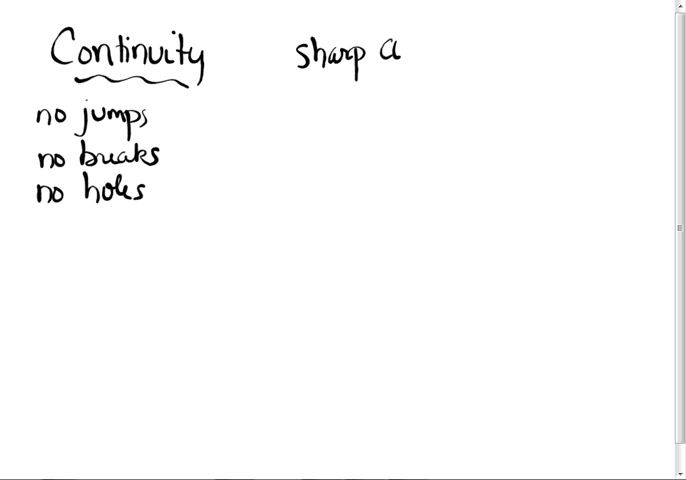 Continuity sharp a
no jumps
no breaks
no holes